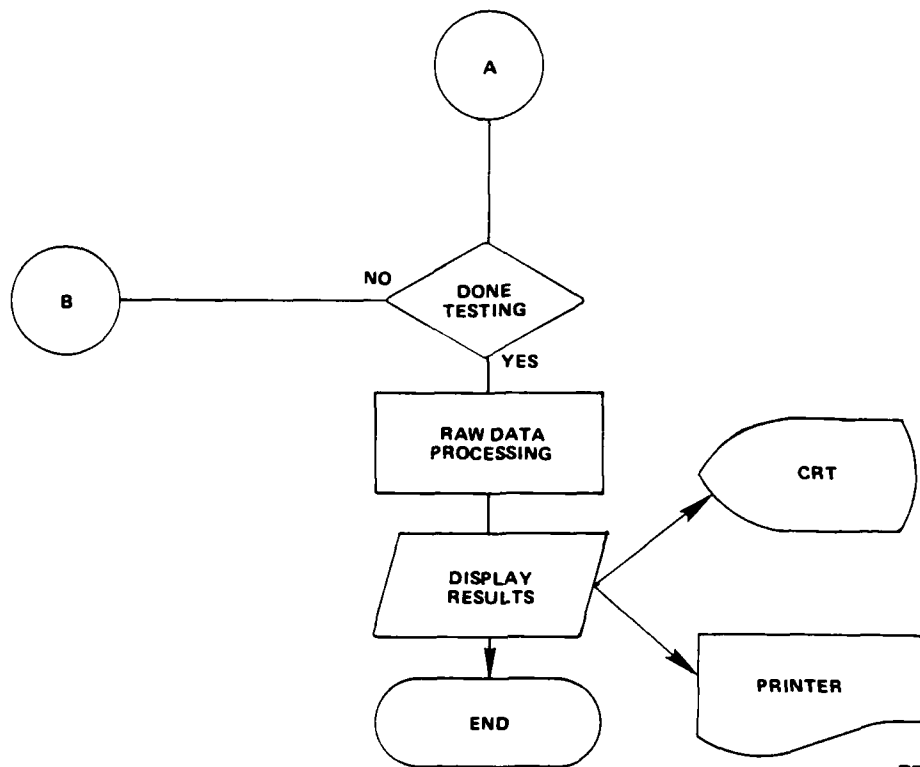 A
NO
B
DONE
TESTING
YES
RAW DATA
PROCESSING
CRT
DISPLAY
RESULTS
PRINTER
END